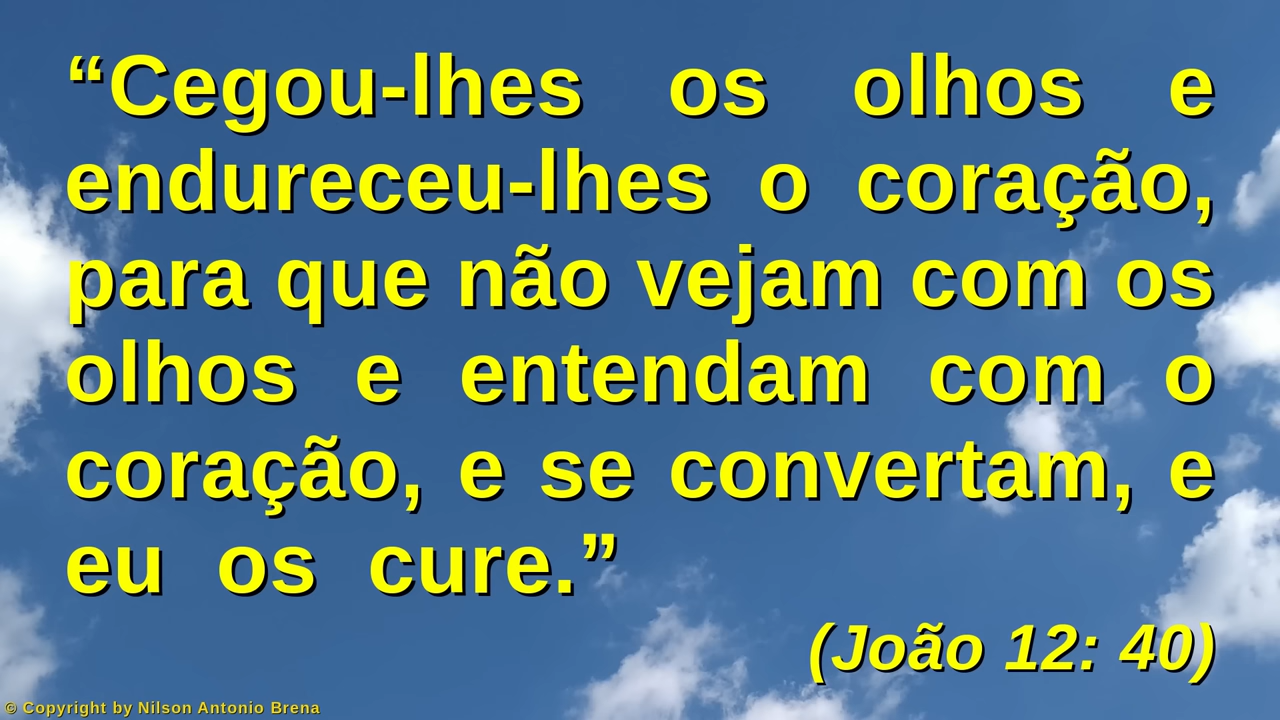 “Cegou-lhes os olhos e
endureceu-lhes o coração,
para que não vejam com os
olhos e entendam com o
coração, e se convertam, e
eu os cure.”
(João 12: 40)
© Copyright by Nilson Antonio Brena